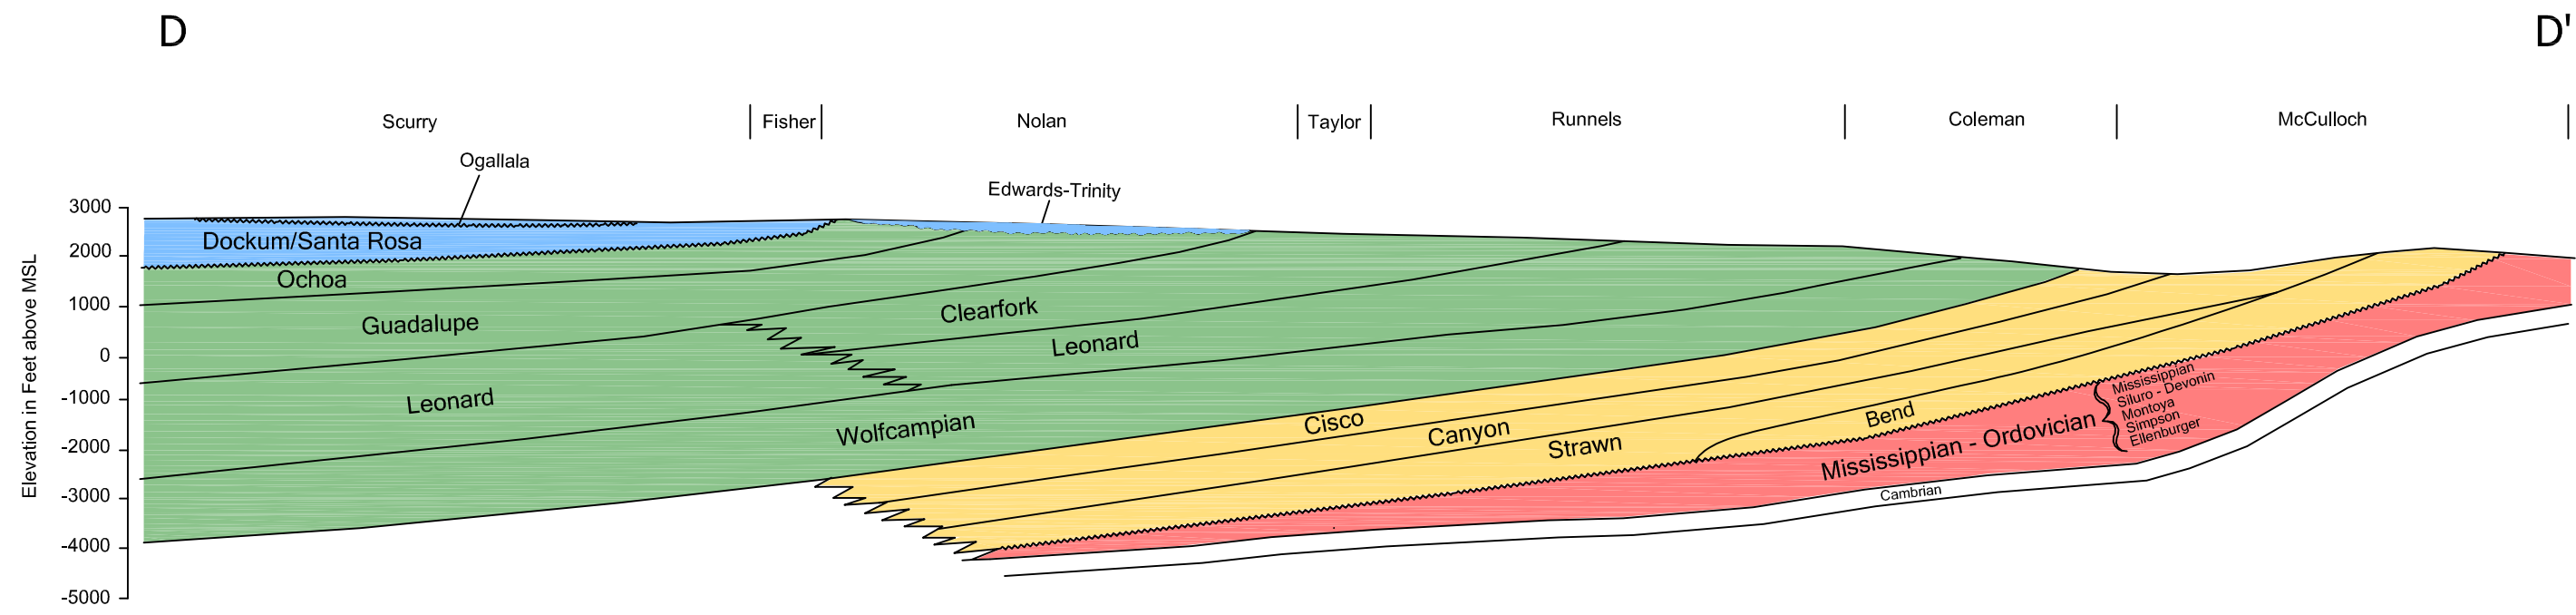 D
D'
Scurry
Fisher
Nolan
Taylor
Runnels
Coleman
McCulloch
Ogallala
Edwards-Trinity
Elevation in Feet above MSL
3000
2000
1000
0
-1000
-2000
-3000
-4000
-5000
Dockum/Santa Rosa
Ochoa
Guadalupe
Clearfork
Leonard
Leonard
Wolfcampian
Cisco
Canyon
Strawn
Bend
Mississippian - Ordovician
Mississippian
Siluro - Devonin
Montoya
Simpson
Ellenburger
Cambrian